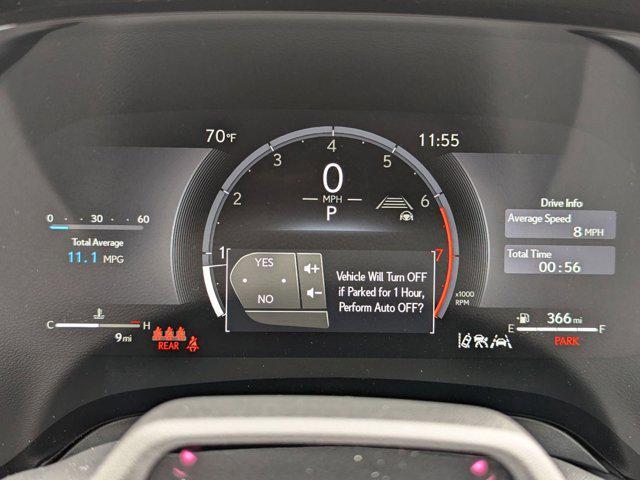 70°F
11:55
1
2
3
4
5
6
7
0
MPH
P
x1000
RPM
0 · 30 · 60
Total Average
11.1 MPG
YES
NO
+
-
Vehicle Will Turn OFF
if Parked for 1 Hour,
Perform Auto OFF?
Drive Info
Average Speed
8 MPH
Total Time
00:56
C H
9 mi
REAR
366 mi
E F
PARK